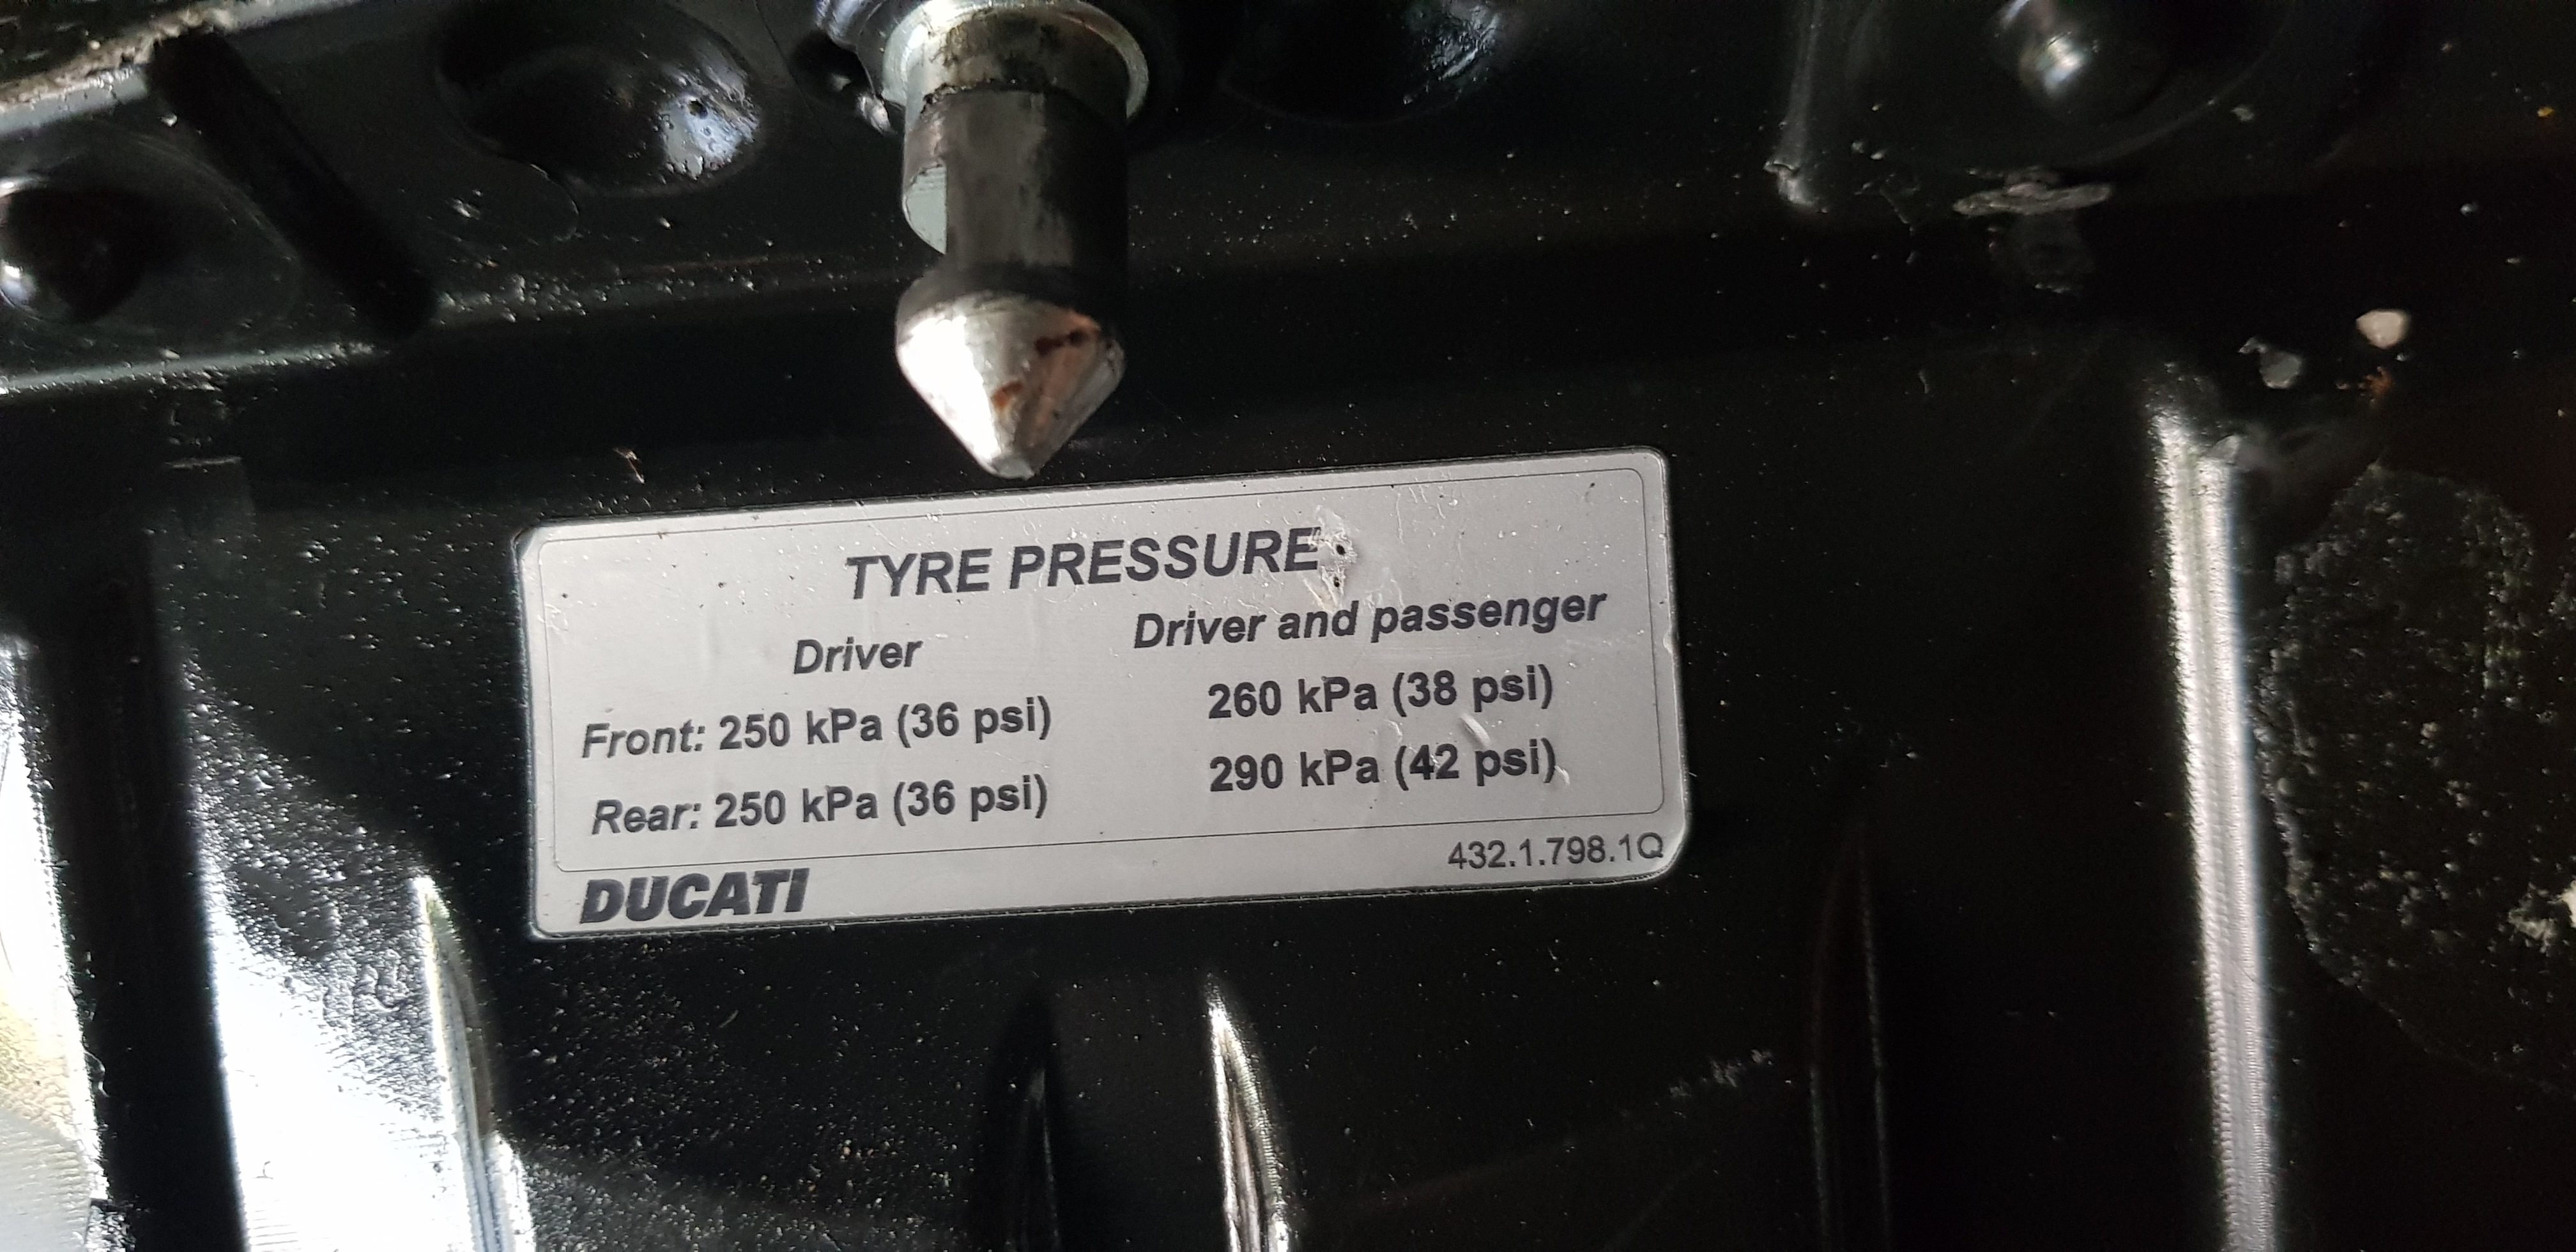 TYRE PRESSURE
Driver Driver and passenger
Front: 250 kPa (36 psi) 260 kPa (38 psi)
Rear: 250 kPa (36 psi) 290 kPa (42 psi)
DUCATI 432.1.798.1Q